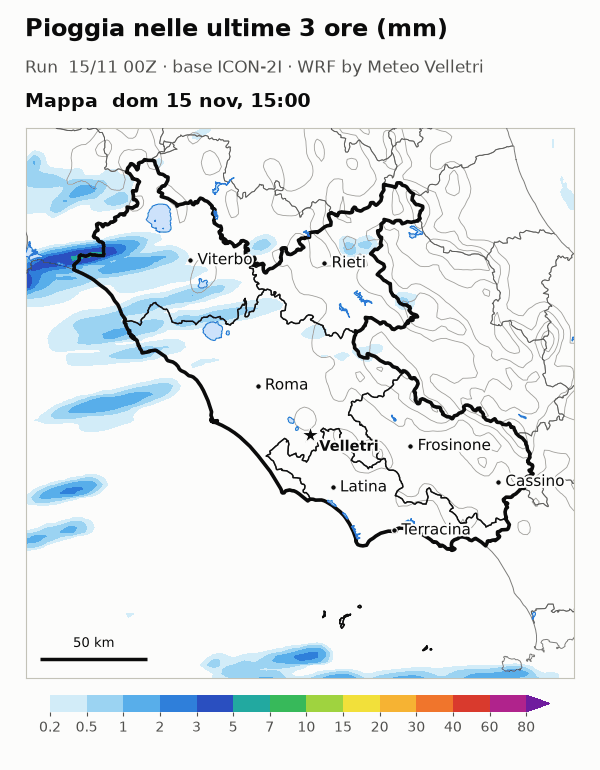 Pioggia nelle ultime 3 ore (mm)
Run 15/11 00Z · base ICON-2I · WRF by Meteo Velletri
Mappa dom 15 nov, 15:00
Viterbo
Rieti
Roma
Velletri
Frosinone
Cassino
Latina
Terracina
50 km
0.2 0.5 1 2 3 5 7 10 15 20 30 40 60 80